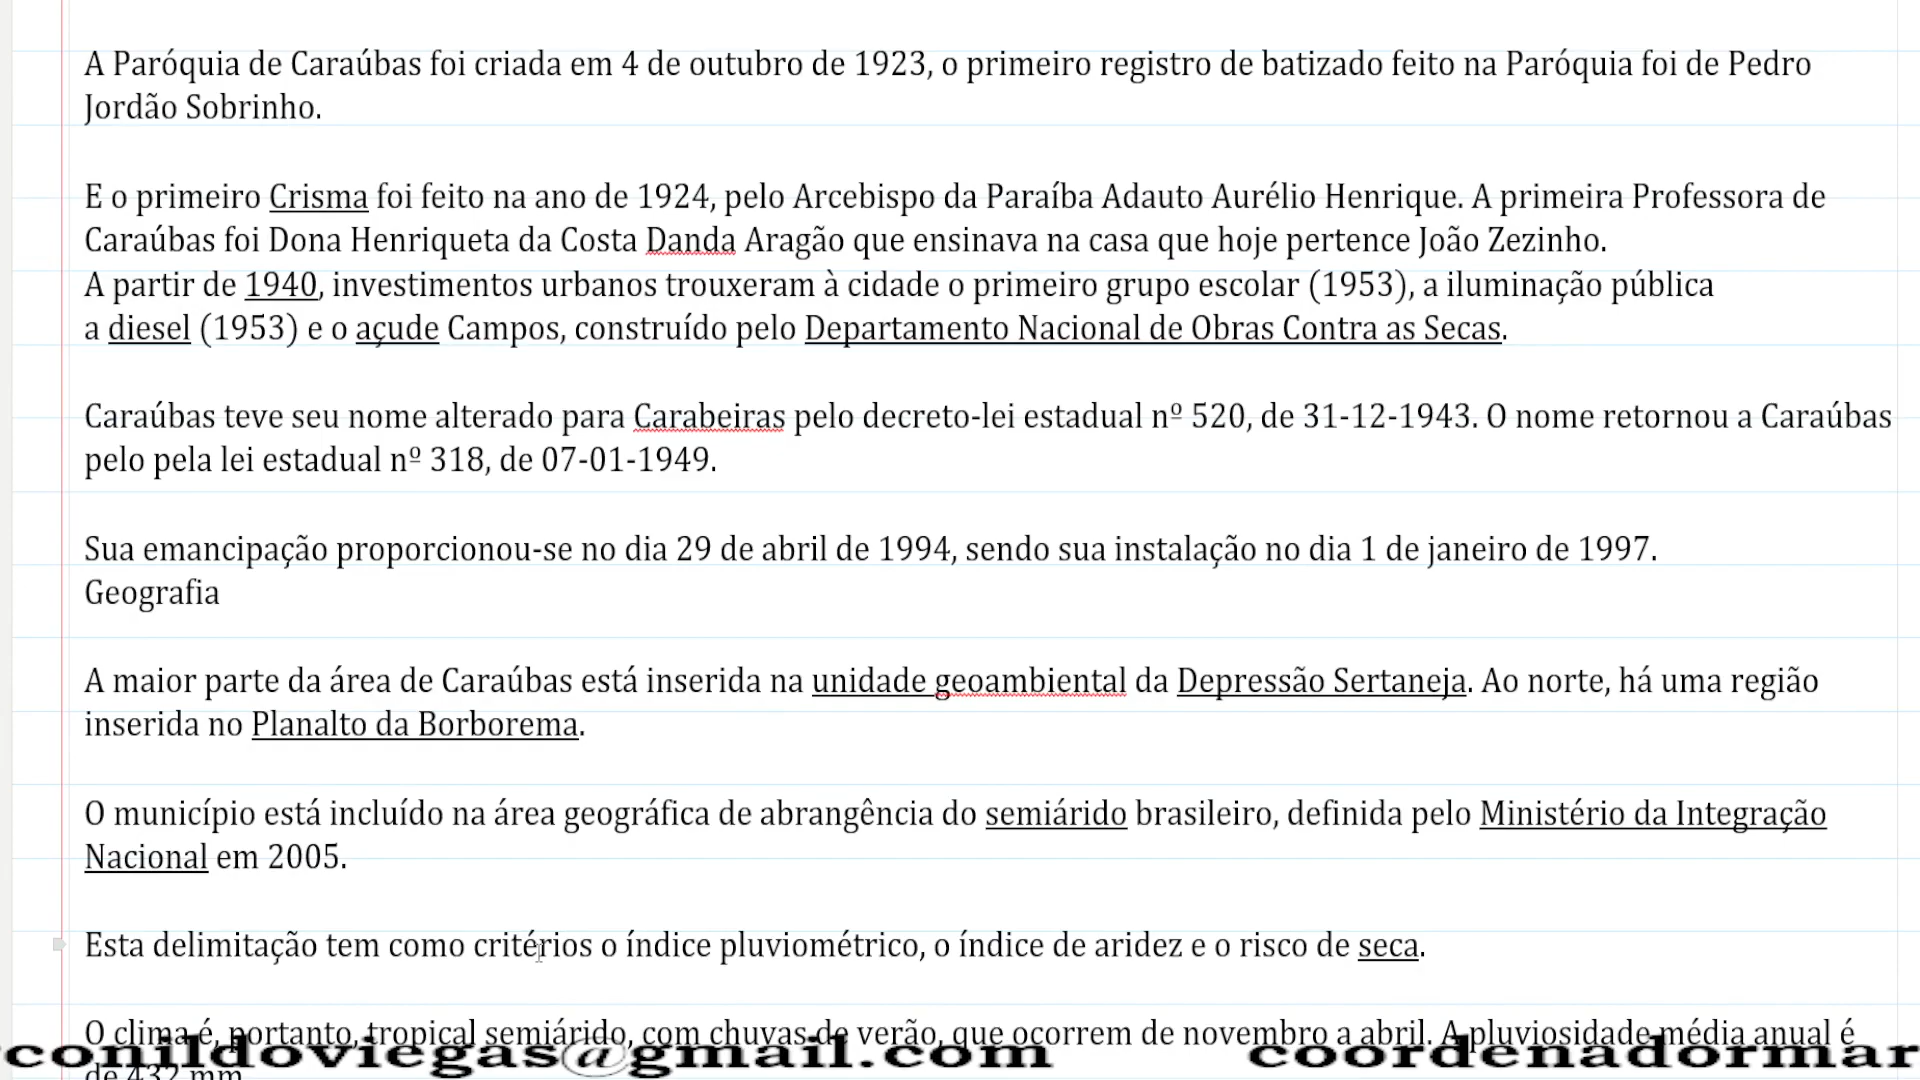 A Paróquia de Caraúbas foi criada em 4 de outubro de 1923, o primeiro registro de batizado feito na Paróquia foi de Pedro
Jordão Sobrinho.
E o primeiro Crisma foi feito na ano de 1924, pelo Arcebispo da Paraíba Adauto Aurélio Henrique. A primeira Professora de
Caraúbas foi Dona Henriqueta da Costa Danda Aragão que ensinava na casa que hoje pertence João Zezinho.
A partir de 1940, investimentos urbanos trouxeram à cidade o primeiro grupo escolar (1953), a iluminação pública
a diesel (1953) e o açude Campos, construído pelo Departamento Nacional de Obras Contra as Secas.
Caraúbas teve seu nome alterado para Carabeiras pelo decreto-lei estadual nº 520, de 31-12-1943. O nome retornou a Caraúbas
pelo pela lei estadual nº 318, de 07-01-1949.
Sua emancipação proporcionou-se no dia 29 de abril de 1994, sendo sua instalação no dia 1 de janeiro de 1997.
Geografia
A maior parte da área de Caraúbas está inserida na unidade geoambiental da Depressão Sertaneja. Ao norte, há uma região
inserida no Planalto da Borborema.
O município está incluído na área geográfica de abrangência do semiárido brasileiro, definida pelo Ministério da Integração
Nacional em 2005.
Esta delimitação tem como critérios o índice pluviométrico, o índice de aridez e o risco de seca.
O clima é, portanto, tropical semiárido, com chuvas de verão, que ocorrem de novembro a abril. A pluviosidade média anual é
conildoviegas@gmail.com coordenadormar
de 432 mm